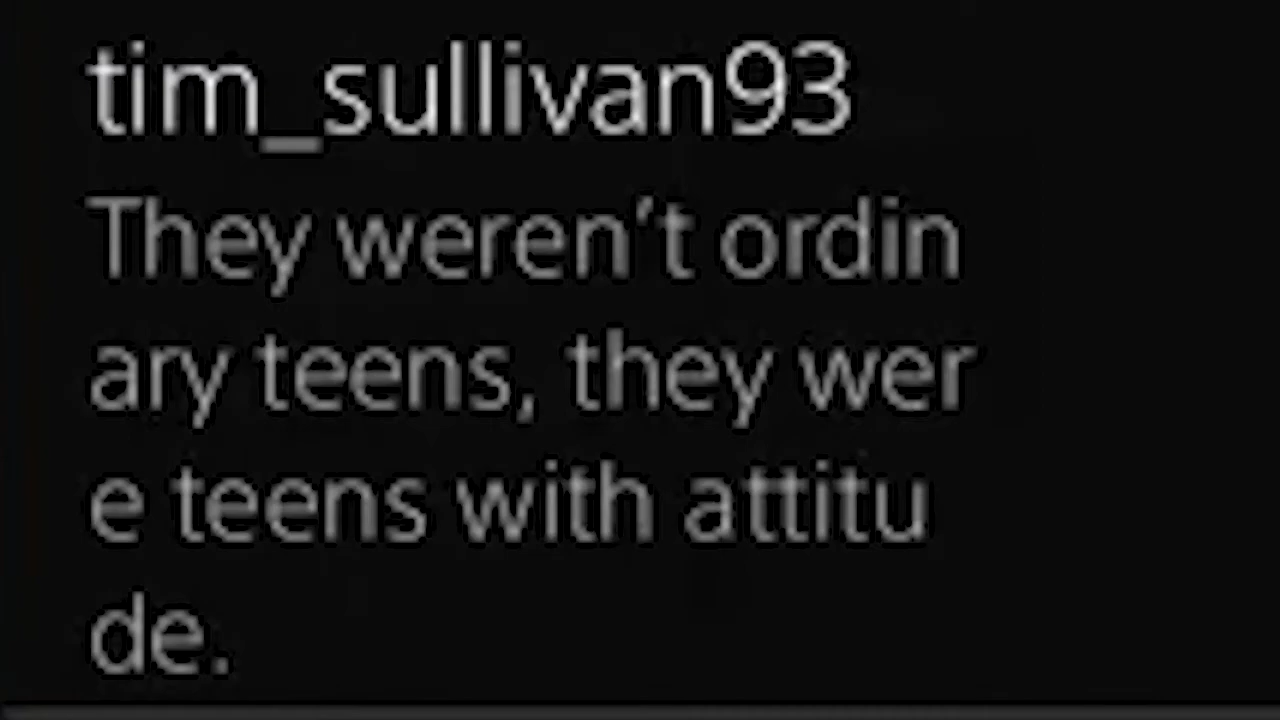 tim_sullivan93
They weren't ordin
ary teens, they wer
e teens with attitu
de.